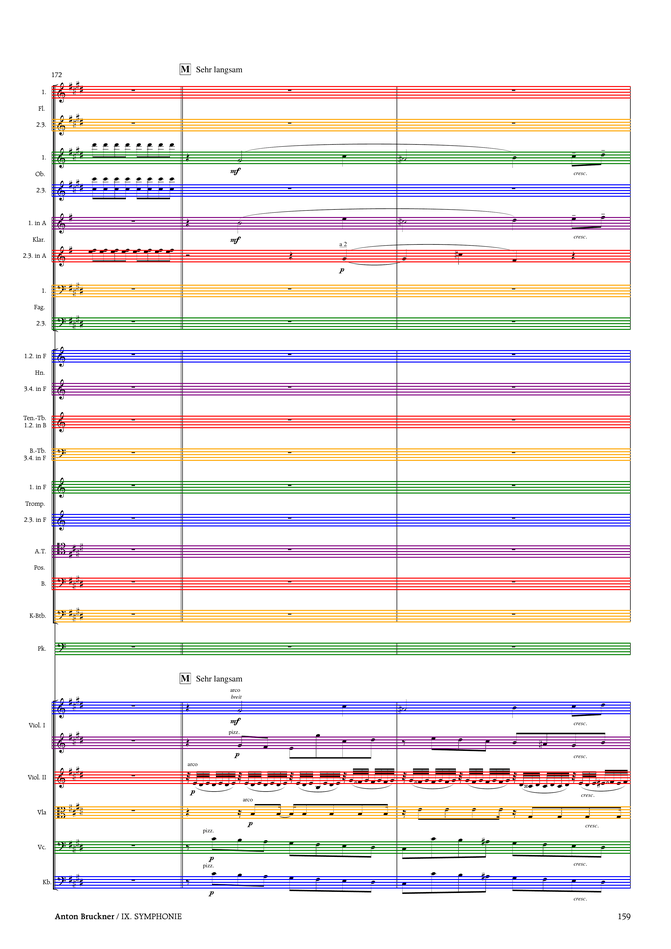 M Sehr langsam
172
1.
Fl.
2.3.
1.
mf
cresc.
Ob.
2.3.
1. in A
mf
cresc.
Klar.
a 2
2.3. in A
p
1.
Fag.
2.3.
1.2. in F
Hn.
3.4. in F
Ten.-Tb.
1.2. in B
B.-Tb.
3.4. in F
1. in F
Tromp.
2.3. in F
A.T.
Pos.
B.
K-Btb.
Pk.
M Sehr langsam
arco
breit
mf
cresc.
Viol. I
pizz.
p
cresc.
arco
Viol. II
p
cresc.
arco
Vla
p
cresc.
pizz.
Vc.
p
cresc.
pizz.
Kb.
p
cresc.
Anton Bruckner / IX. SYMPHONIE 159